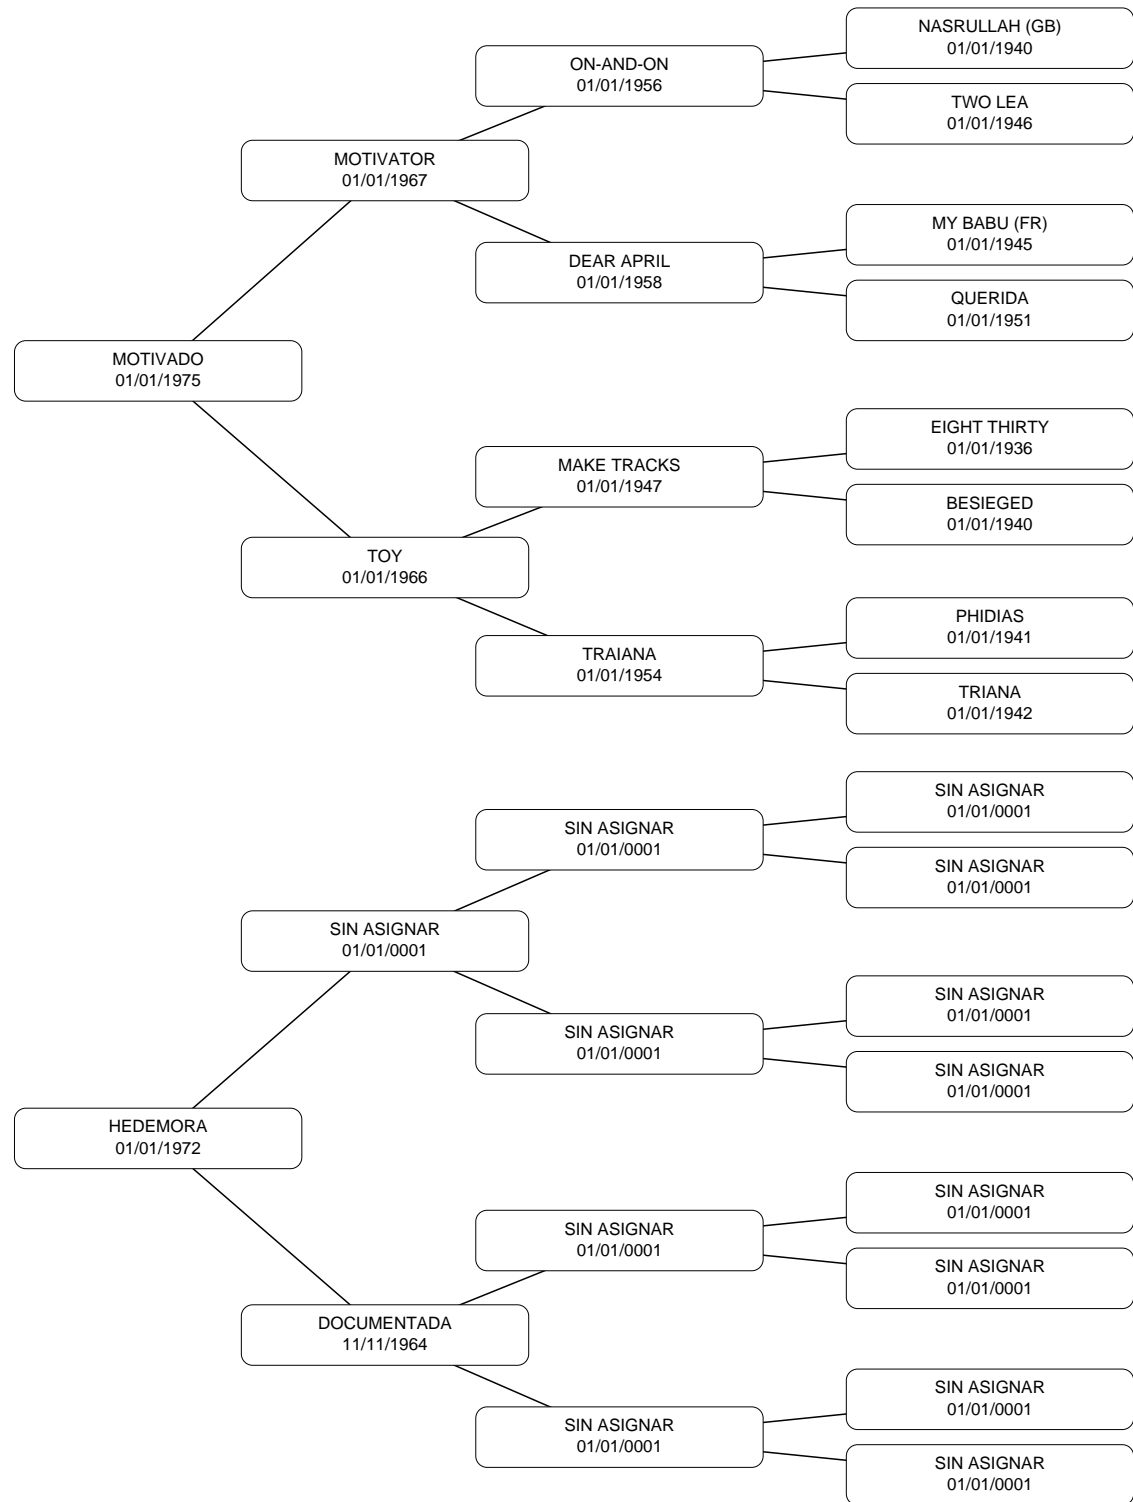 NASRULLAH (GB)
01/01/1940
ON-AND-ON
01/01/1956
TWO LEA
01/01/1946
MOTIVATOR
01/01/1967
MY BABU (FR)
01/01/1945
DEAR APRIL
01/01/1958
QUERIDA
01/01/1951
MOTIVADO
01/01/1975
EIGHT THIRTY
01/01/1936
MAKE TRACKS
01/01/1947
BESIEGED
01/01/1940
TOY
01/01/1966
PHIDIAS
01/01/1941
TRAIANA
01/01/1954
TRIANA
01/01/1942
SIN ASIGNAR
01/01/0001
SIN ASIGNAR
01/01/0001
SIN ASIGNAR
01/01/0001
SIN ASIGNAR
01/01/0001
SIN ASIGNAR
01/01/0001
SIN ASIGNAR
01/01/0001
SIN ASIGNAR
01/01/0001
HEDEMORA
01/01/1972
SIN ASIGNAR
01/01/0001
SIN ASIGNAR
01/01/0001
SIN ASIGNAR
01/01/0001
DOCUMENTADA
11/11/1964
SIN ASIGNAR
01/01/0001
SIN ASIGNAR
01/01/0001
SIN ASIGNAR
01/01/0001